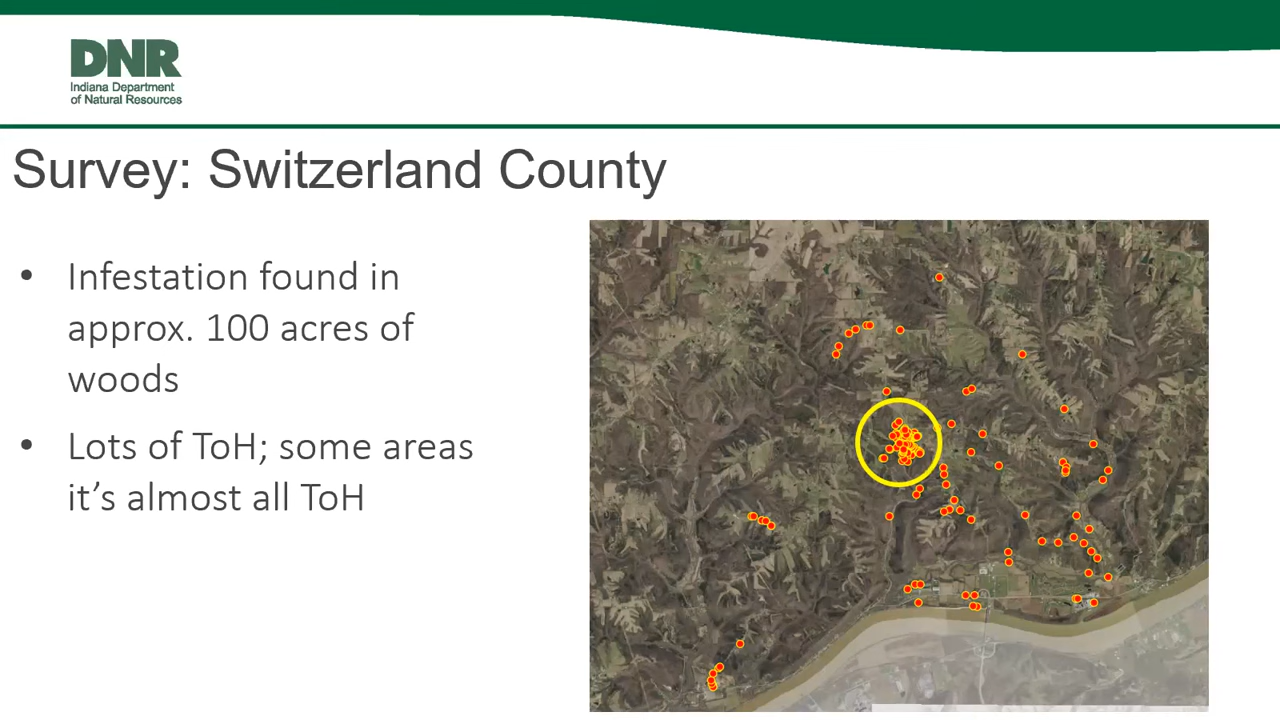 DNR
Indiana Department
of Natural Resources
Survey: Switzerland County
• Infestation found in
approx. 100 acres of
woods
• Lots of ToH; some areas
it’s almost all ToH